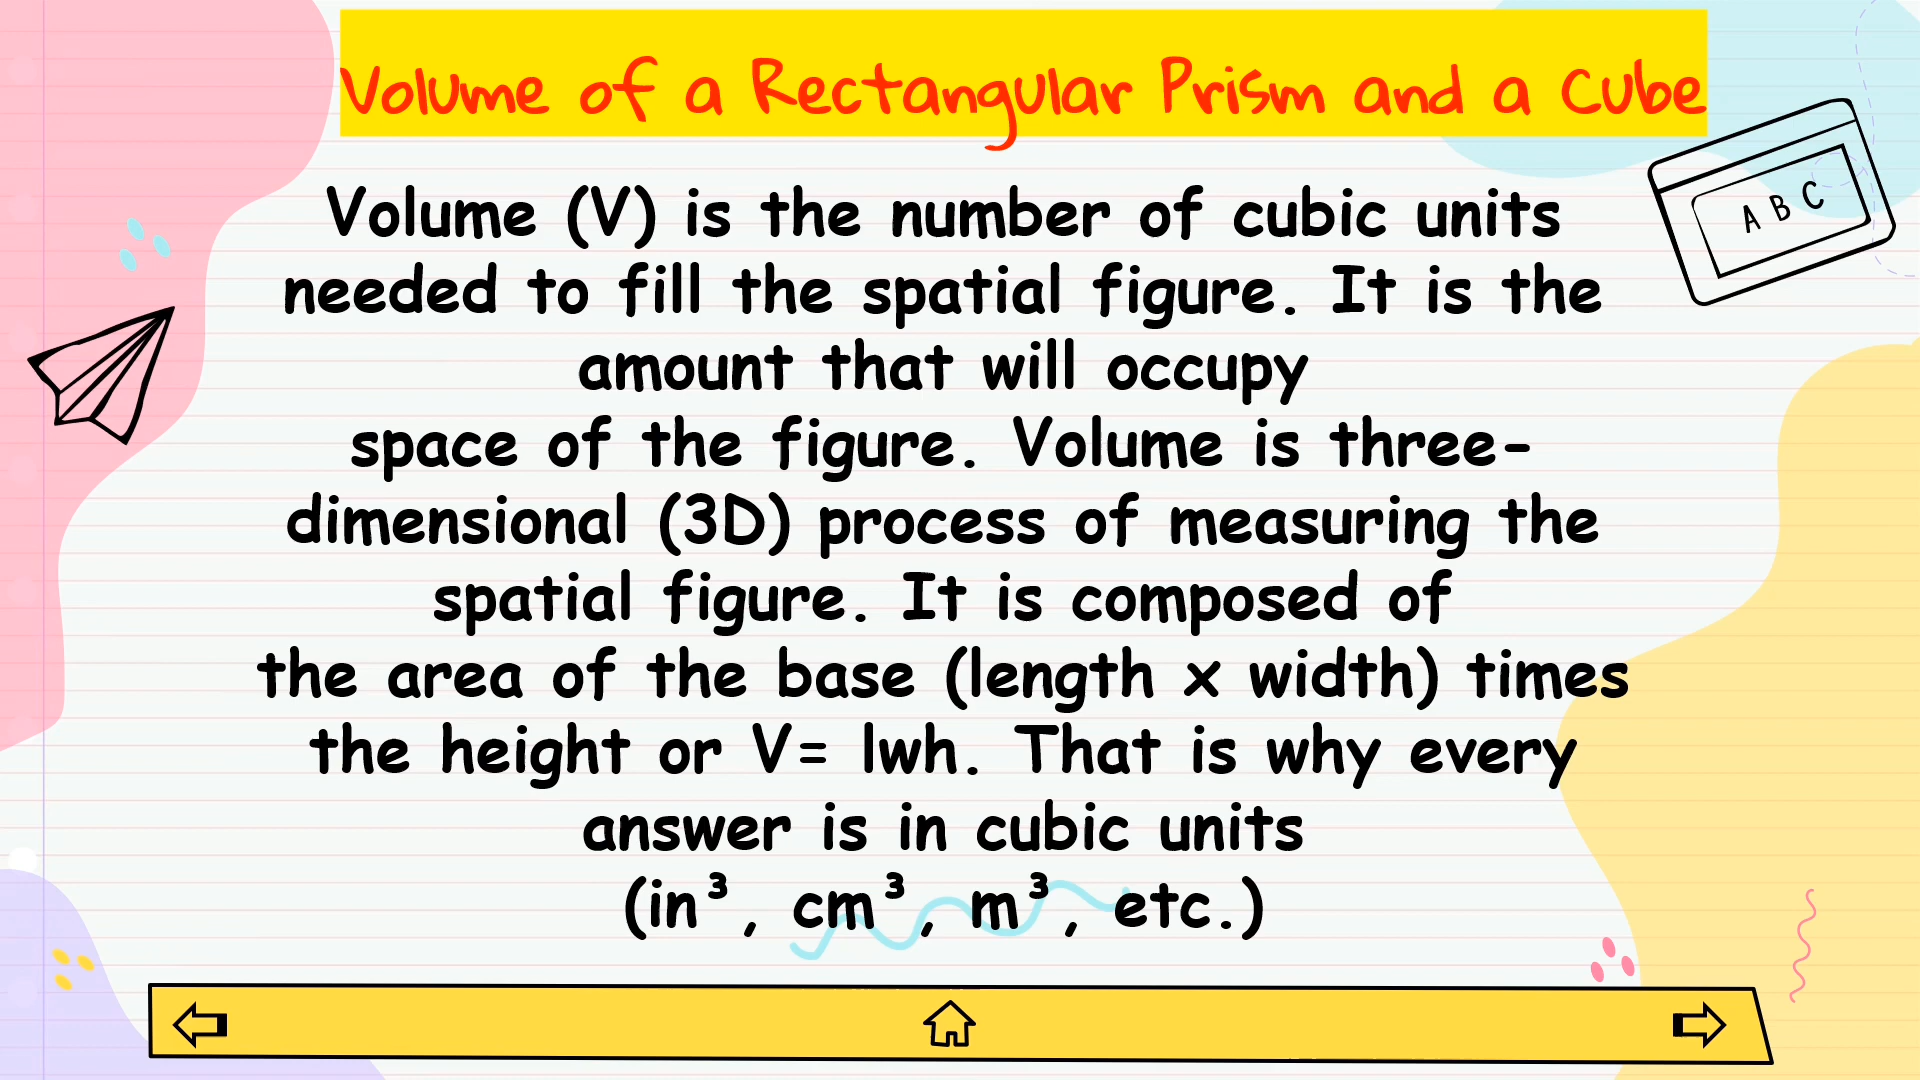 Volume of a Rectangular Prism and a Cube
A B C
Volume (V) is the number of cubic units
needed to fill the spatial figure. It is the
amount that will occupy
space of the figure. Volume is three-
dimensional (3D) process of measuring the
spatial figure. It is composed of
the area of the base (length x width) times
the height or V= lwh. That is why every
answer is in cubic units
(in³, cm³, m³, etc.)